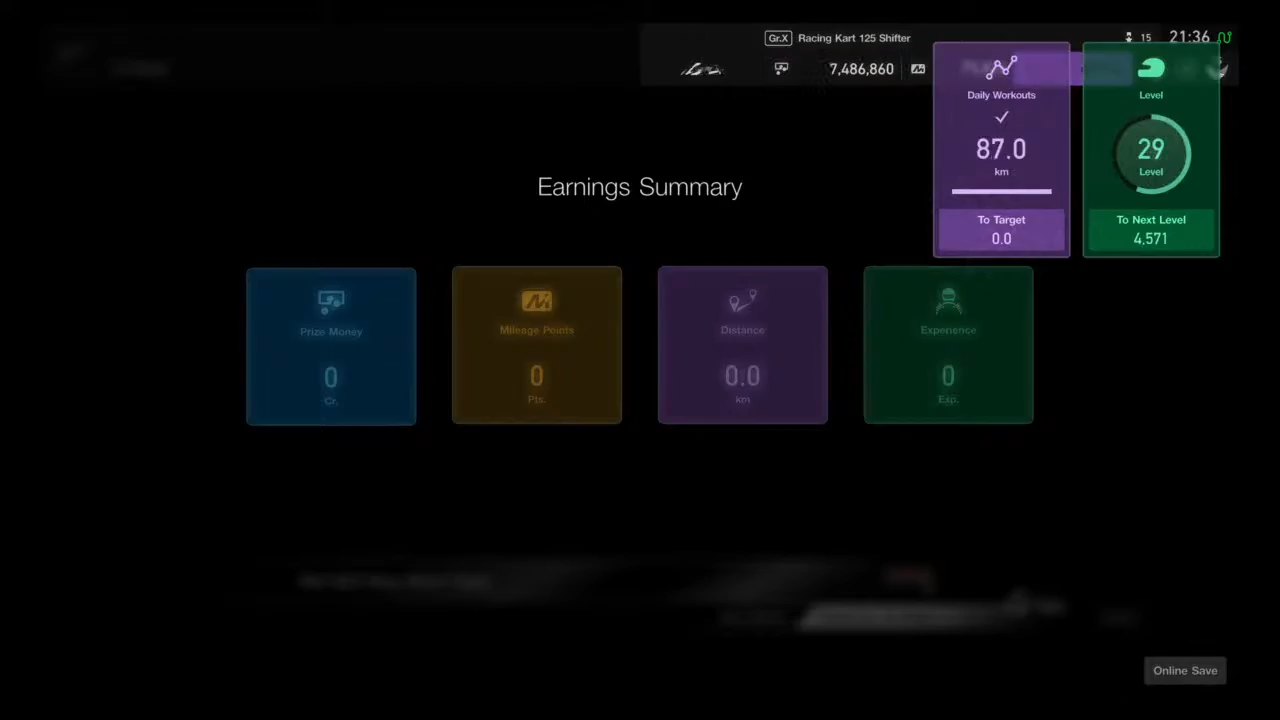 Gr.X Racing Kart 125 Shifter
15 21:36
7,486,860
Daily Workouts
87.0
km
To Target
0.0
Level
29
Level
To Next Level
4,571
Earnings Summary
Prize Money
0
Cr.
Mileage Points
0
Pts.
Distance
0.0
km
Experience
0
Exp.
Online Save